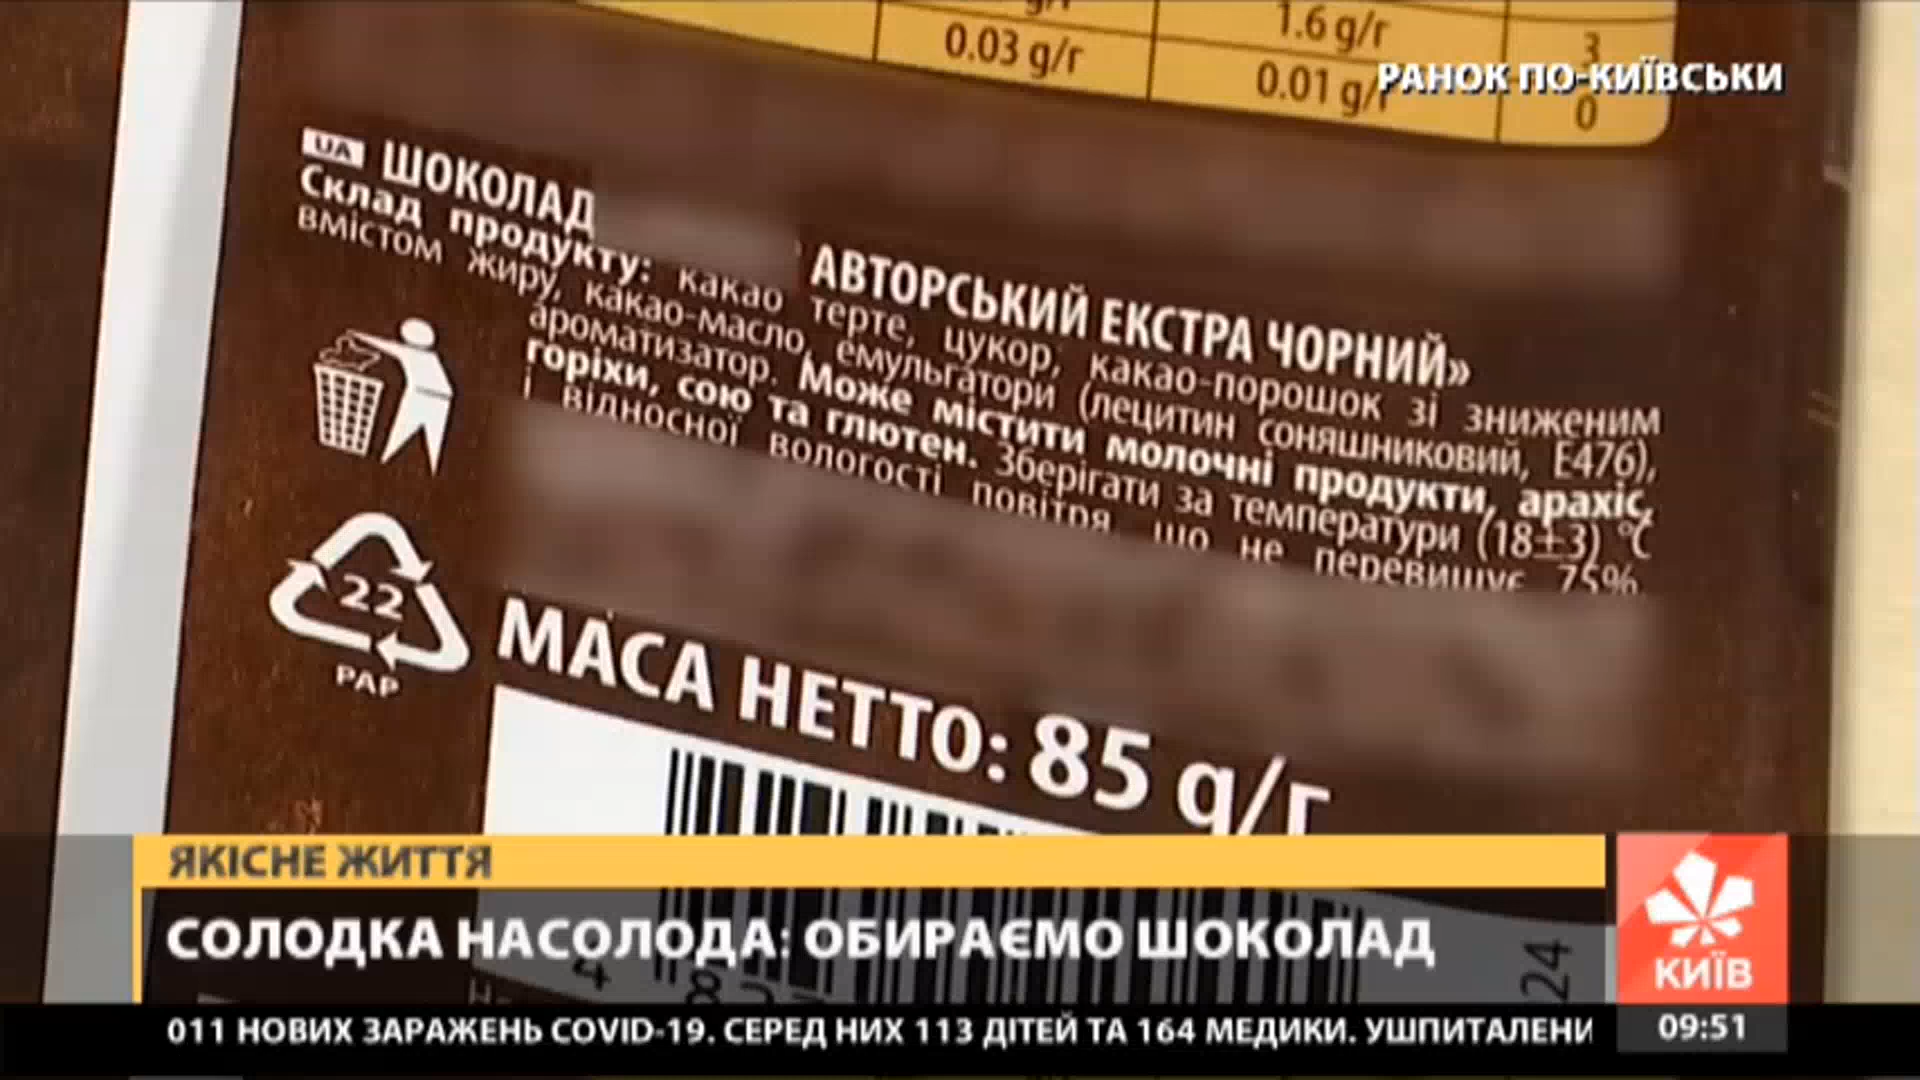 1.6 g/г
3
0.03 g/г
0.01 g/г
0
РАНОК ПО-КИЇВСЬКИ
UA ШОКОЛАД
АВТОРСЬКИЙ ЕКСТРА ЧОРНИЙ»
Склад продукту: какао терте, цукор, какао-порошок зі зниженим
вмістом жиру, какао-масло, емульгатори (лецитин соняшниковий, Е476),
ароматизатор. Може містити молочні продукти, арахіс,
горіхи, сою та глютен. Зберігати за температури (18±3) °С
і відносної вологості повітря, що не перевищує 75%.
22
PAP
МАСА НЕТТО: 85 g/г
ЯКІСНЕ ЖИТТЯ
СОЛОДКА НАСОЛОДА: ОБИРАЄМО ШОКОЛАД
4
24
КИЇВ
011 НОВИХ ЗАРАЖЕНЬ COVID-19. СЕРЕД НИХ 113 ДІТЕЙ ТА 164 МЕДИКИ. УШПИТАЛЕНИ
09:51